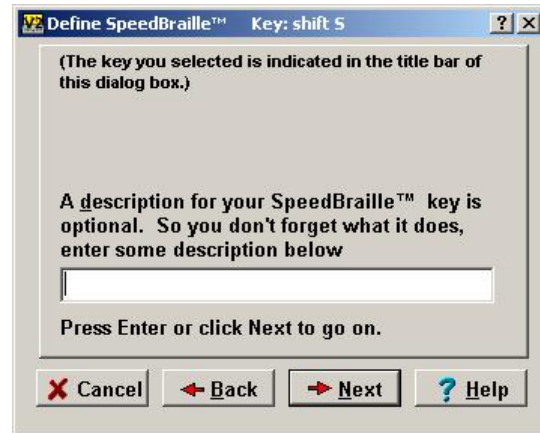 V2 Define SpeedBraille™ Key: shift S ? X
(The key you selected is indicated in the title bar of
this dialog box.)
A description for your SpeedBraille™ key is
optional. So you don't forget what it does,
enter some description below
Press Enter or click Next to go on.
Cancel Back Next ? Help